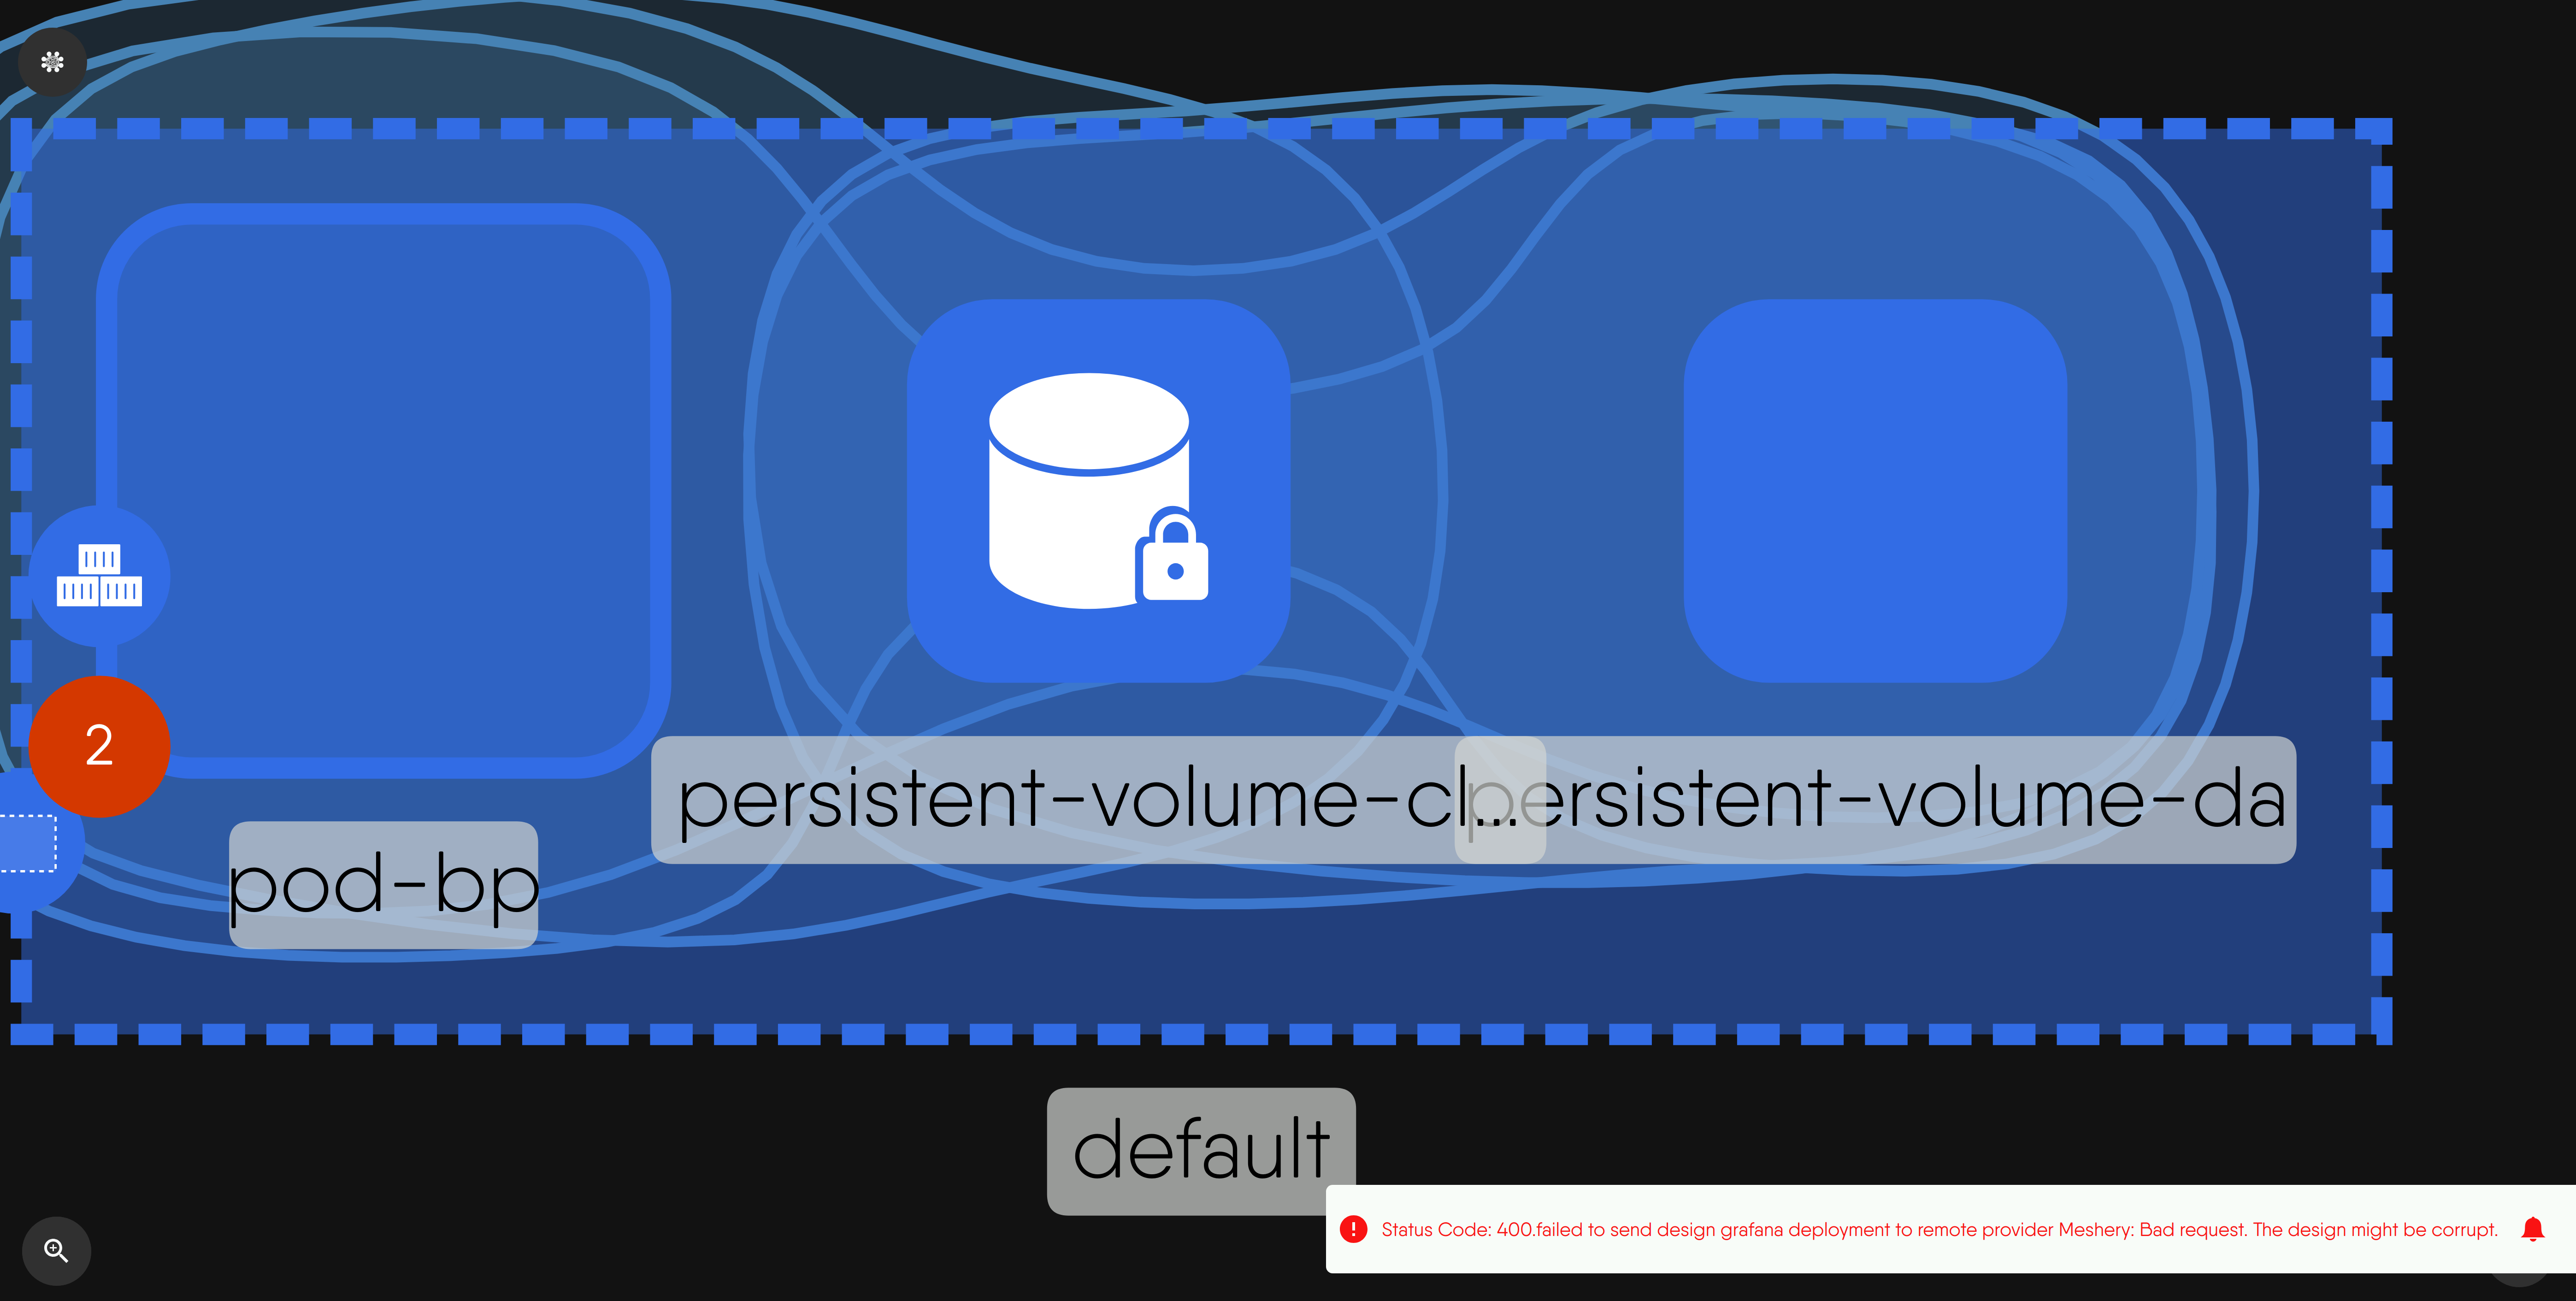 2
persistent-volume-cl...
persistent-volume-da
pod-bp
default
Status Code: 400.failed to send design grafana deployment to remote provider Meshery: Bad request. The design might be corrupt.